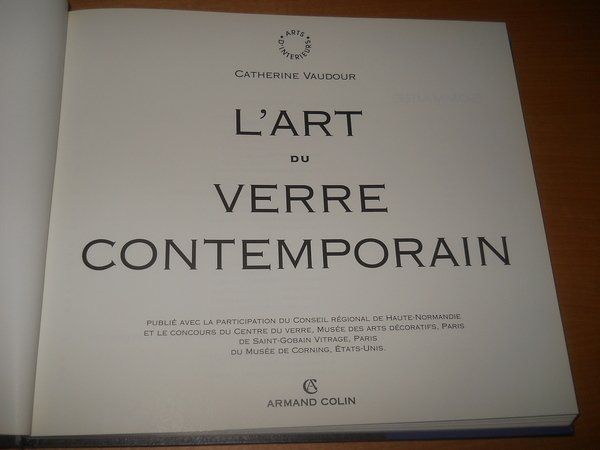 • ARTS •
D'INTERIEURS
CATHERINE VAUDOUR
L'ART
DU
VERRE
CONTEMPORAIN
PUBLIÉ AVEC LA PARTICIPATION DU CONSEIL RÉGIONAL DE HAUTE-NORMANDIE
ET LE CONCOURS DU CENTRE DU VERRE, MUSÉE DES ARTS DÉCORATIFS, PARIS
DE SAINT-GOBAIN VITRAGE, PARIS
DU MUSÉE DE CORNING, ÉTATS-UNIS.
ARMAND COLIN